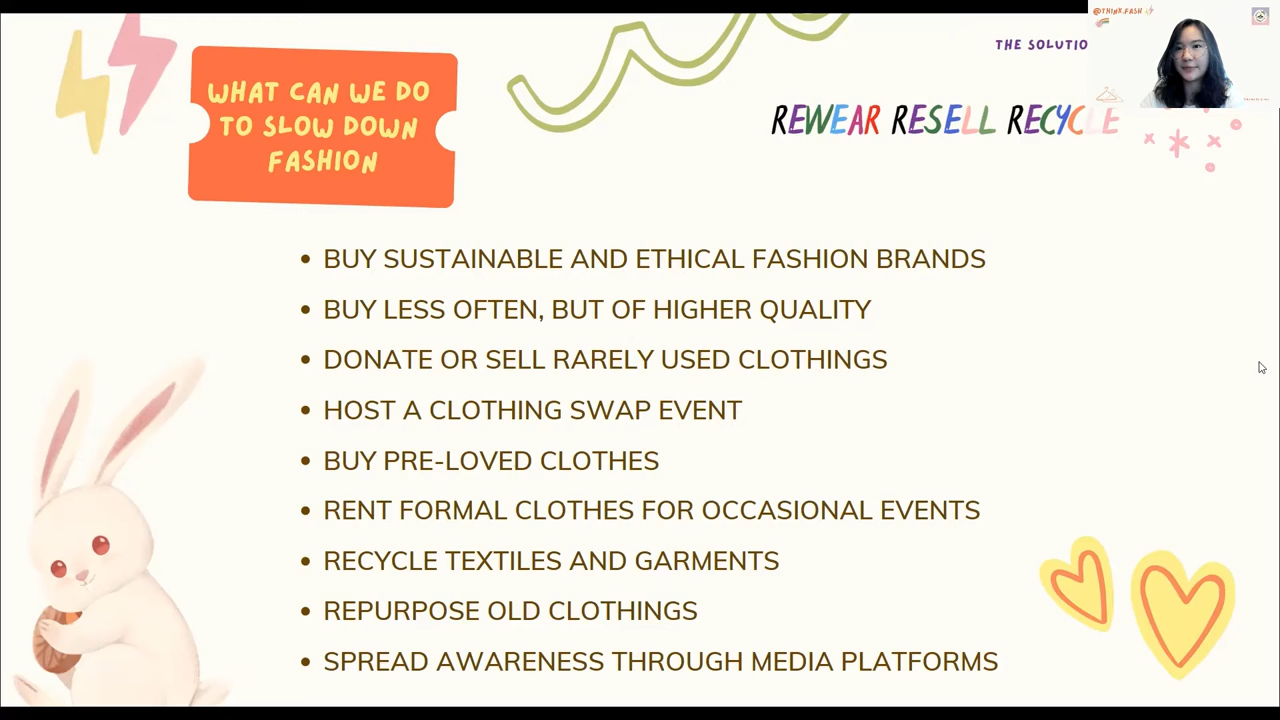 @THINK.FASH
THE SOLUTIO
WHAT CAN WE DO
TO SLOW DOWN
FASHION
REWEAR RESELL RECYCLE
• BUY SUSTAINABLE AND ETHICAL FASHION BRANDS
• BUY LESS OFTEN, BUT OF HIGHER QUALITY
• DONATE OR SELL RARELY USED CLOTHINGS
• HOST A CLOTHING SWAP EVENT
• BUY PRE-LOVED CLOTHES
• RENT FORMAL CLOTHES FOR OCCASIONAL EVENTS
• RECYCLE TEXTILES AND GARMENTS
• REPURPOSE OLD CLOTHINGS
• SPREAD AWARENESS THROUGH MEDIA PLATFORMS